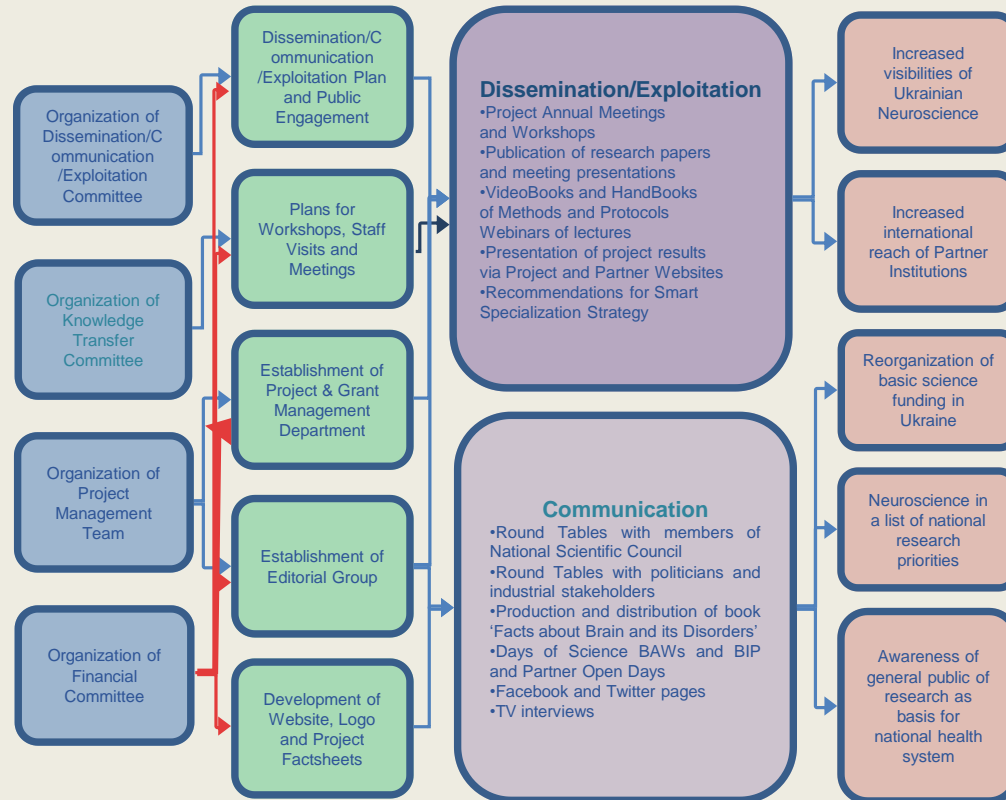 Organization of
Dissemination/C
ommunication
/Exploitation
Committee
Organization of
Knowledge
Transfer
Committee
Organization of
Project
Management
Team
Organization of
Financial
Committee
Dissemination/C
ommunication
/Exploitation Plan
and Public
Engagement
Plans for
Workshops, Staff
Visits and
Meetings
Establishment of
Project & Grant
Management
Department
Establishment of
Editorial Group
Development of
Website, Logo
and Project
Factsheets
Dissemination/Exploitation
•Project Annual Meetings
and Workshops
•Publication of research papers
and meeting presentations
•VideoBooks and HandBooks
of Methods and Protocols
Webinars of lectures
•Presentation of project results
via Project and Partner Websites
•Recommendations for Smart
Specialization Strategy
Communication
•Round Tables with members of
National Scientific Council
•Round Tables with politicians and
industrial stakeholders
•Production and distribution of book
‘Facts about Brain and its Disorders’
•Days of Science BAWs and BIP
and Partner Open Days
•Facebook and Twitter pages
•TV interviews
Increased
visibilities of
Ukrainian
Neuroscience
Increased
international
reach of Partner
Institutions
Reorganization of
basic science
funding in
Ukraine
Neuroscience in
a list of national
research
priorities
Awareness of
general public of
research as
basis for
national health
system